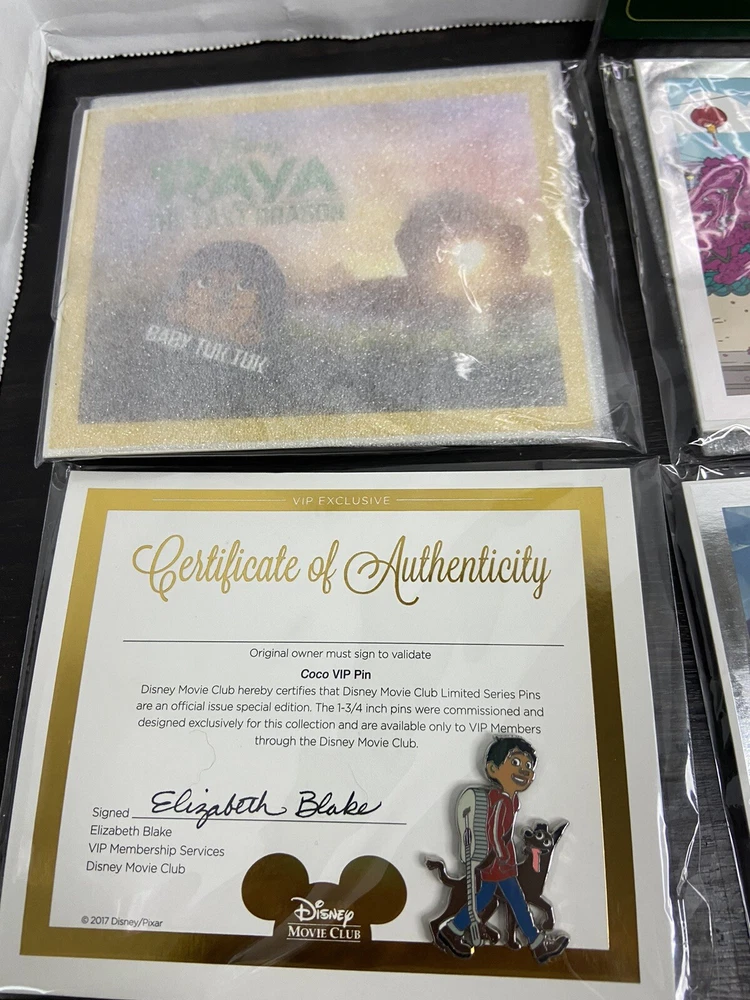 RAYA
LAST DRAGON
BABY TUK TUK
VIP EXCLUSIVE
Certificate of Authenticity
Original owner must sign to validate
Coco VIP Pin
Disney Movie Club hereby certifies that Disney Movie Club Limited Series Pins
are an official issue special edition. The 1-3/4 inch pins were commissioned and
designed exclusively for this collection and are available only to VIP Members
through the Disney Movie Club.
Signed Elizabeth Blake
Elizabeth Blake
VIP Membership Services
Disney Movie Club
© 2017 Disney/Pixar
Disney
MOVIE CLUB